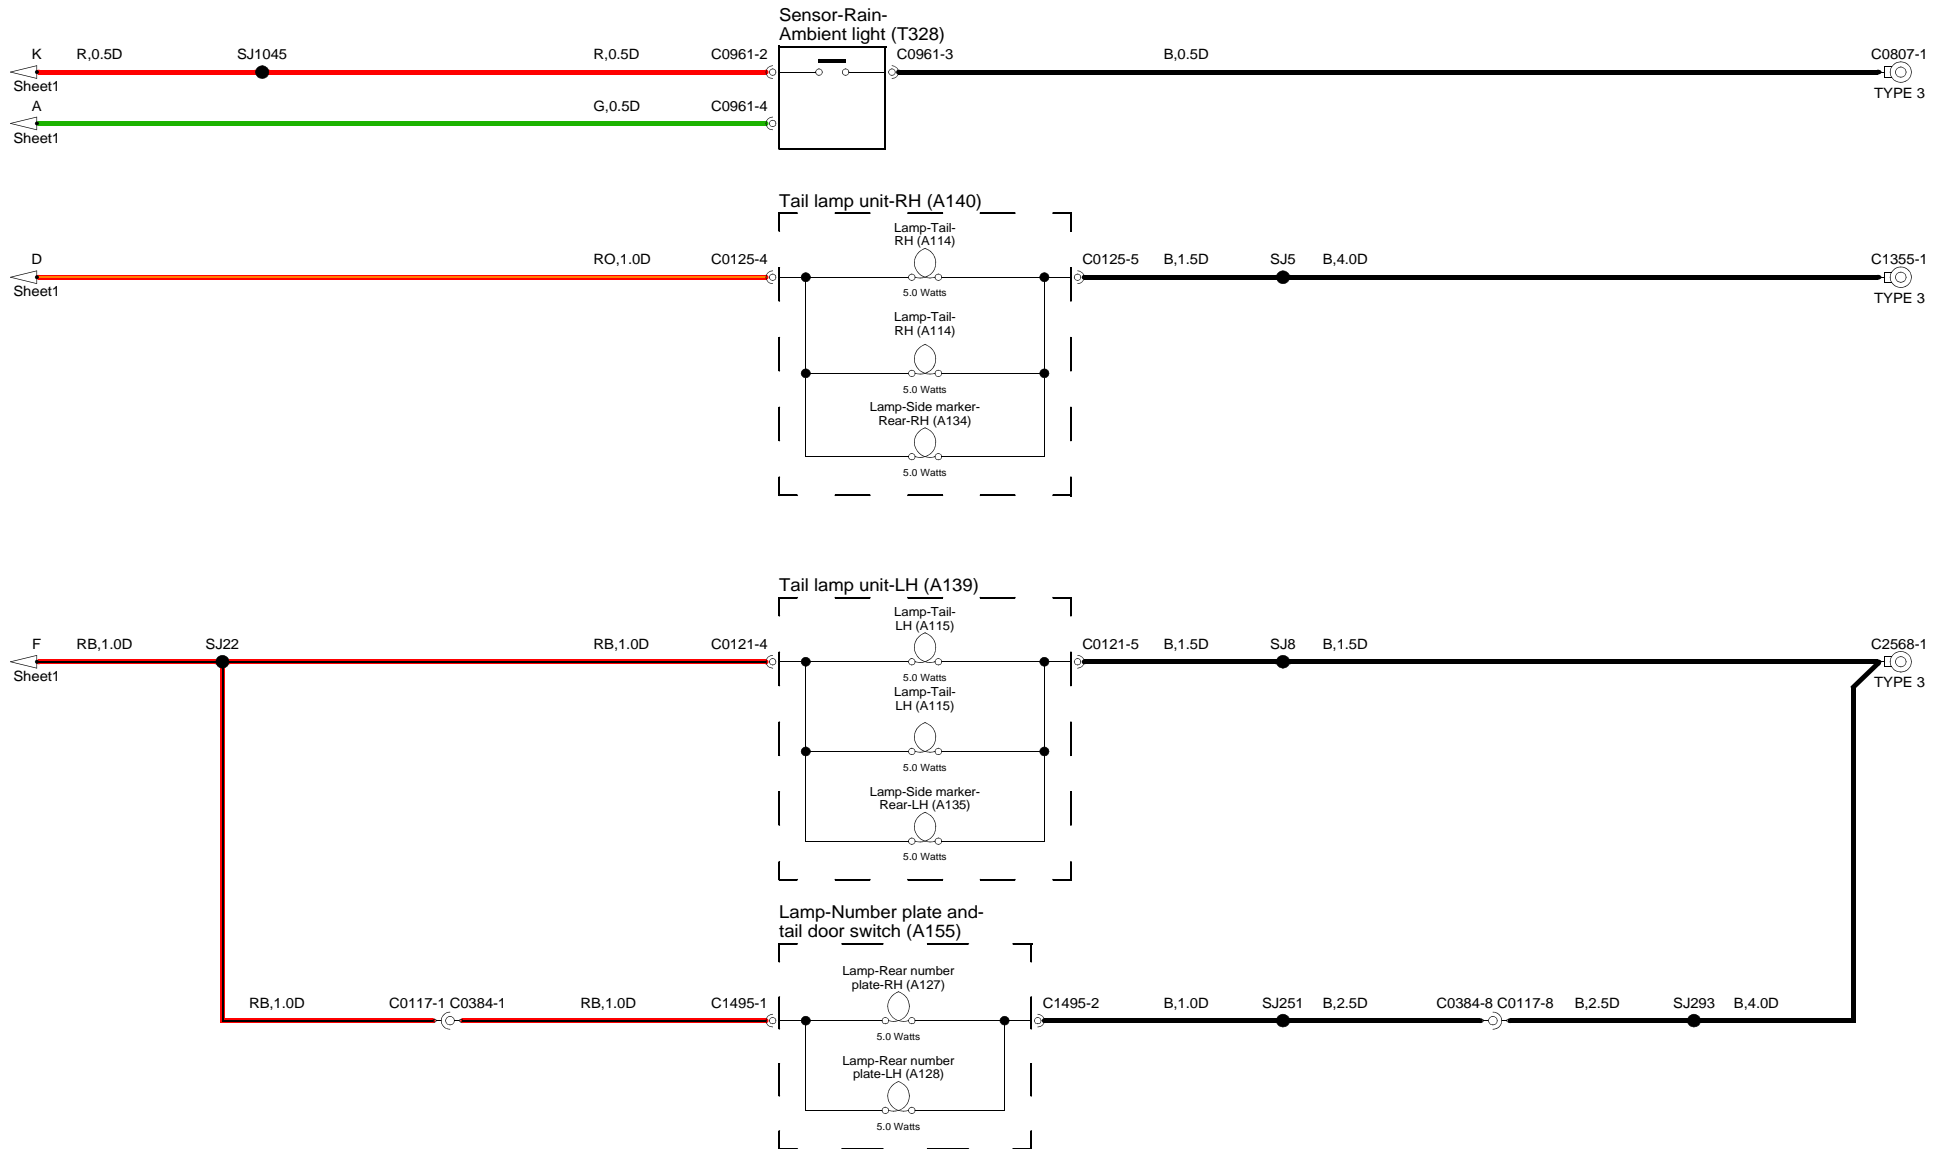 Sensor-Rain-
Ambient light (T328)
K R,0.5D SJ1045 R,0.5D C0961-2 C0961-3 B,0.5D C0807-1
Sheet1 TYPE 3
A G,0.5D C0961-4
Sheet1
Tail lamp unit-RH (A140)
Lamp-Tail-
RH (A114)
D RO,1.0D C0125-4 C0125-5 B,1.5D SJ5 B,4.0D C1355-1
Sheet1 5.0 Watts TYPE 3
Lamp-Tail-
RH (A114)
5.0 Watts
Lamp-Side marker-
Rear-RH (A134)
5.0 Watts
Tail lamp unit-LH (A139)
Lamp-Tail-
LH (A115)
F RB,1.0D SJ22 RB,1.0D C0121-4 C0121-5 B,1.5D SJ8 B,1.5D C2568-1
Sheet1 5.0 Watts TYPE 3
Lamp-Tail-
LH (A115)
5.0 Watts
Lamp-Side marker-
Rear-LH (A135)
5.0 Watts
Lamp-Number plate and-
tail door switch (A155)
Lamp-Rear number
plate-RH (A127)
RB,1.0D C0117-1 C0384-1 RB,1.0D C1495-1 C1495-2 B,1.0D SJ251 B,2.5D C0384-8 C0117-8 B,2.5D SJ293 B,4.0D
5.0 Watts
Lamp-Rear number
plate-LH (A128)
5.0 Watts